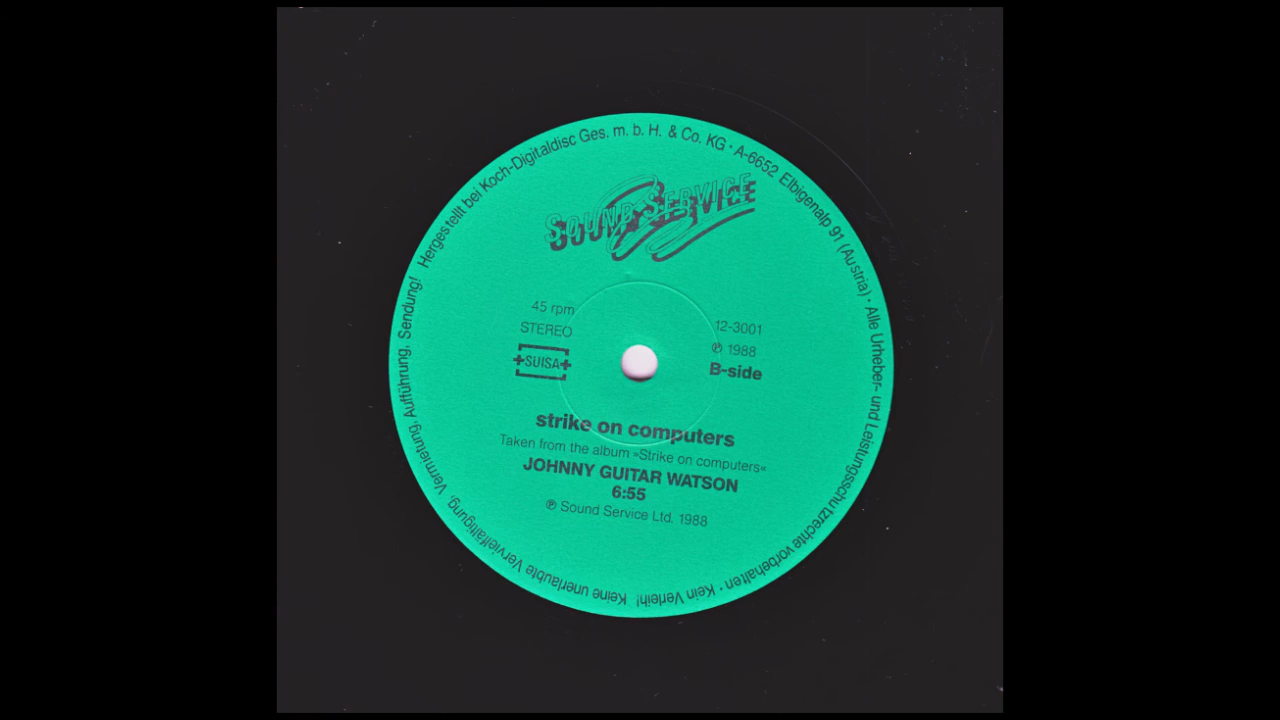 Hergestellt bei Koch-Digitaldisc Ges. m. b. H. & Co. KG • A-6652 Elbigenalp 91 (Austria) • Alle Urheber- und Leistungsschutzrechte vorbehalten • Kein Verleih! Keine unerlaubte Vervielfältigung, Vermietung, Aufführung, Sendung!
SOUND SERVICE
45 rpm
STEREO
SUISA
12-3001
℗ 1988
B-side
strike on computers
Taken from the album »Strike on computers«
JOHNNY GUITAR WATSON
6:55
℗ Sound Service Ltd. 1988